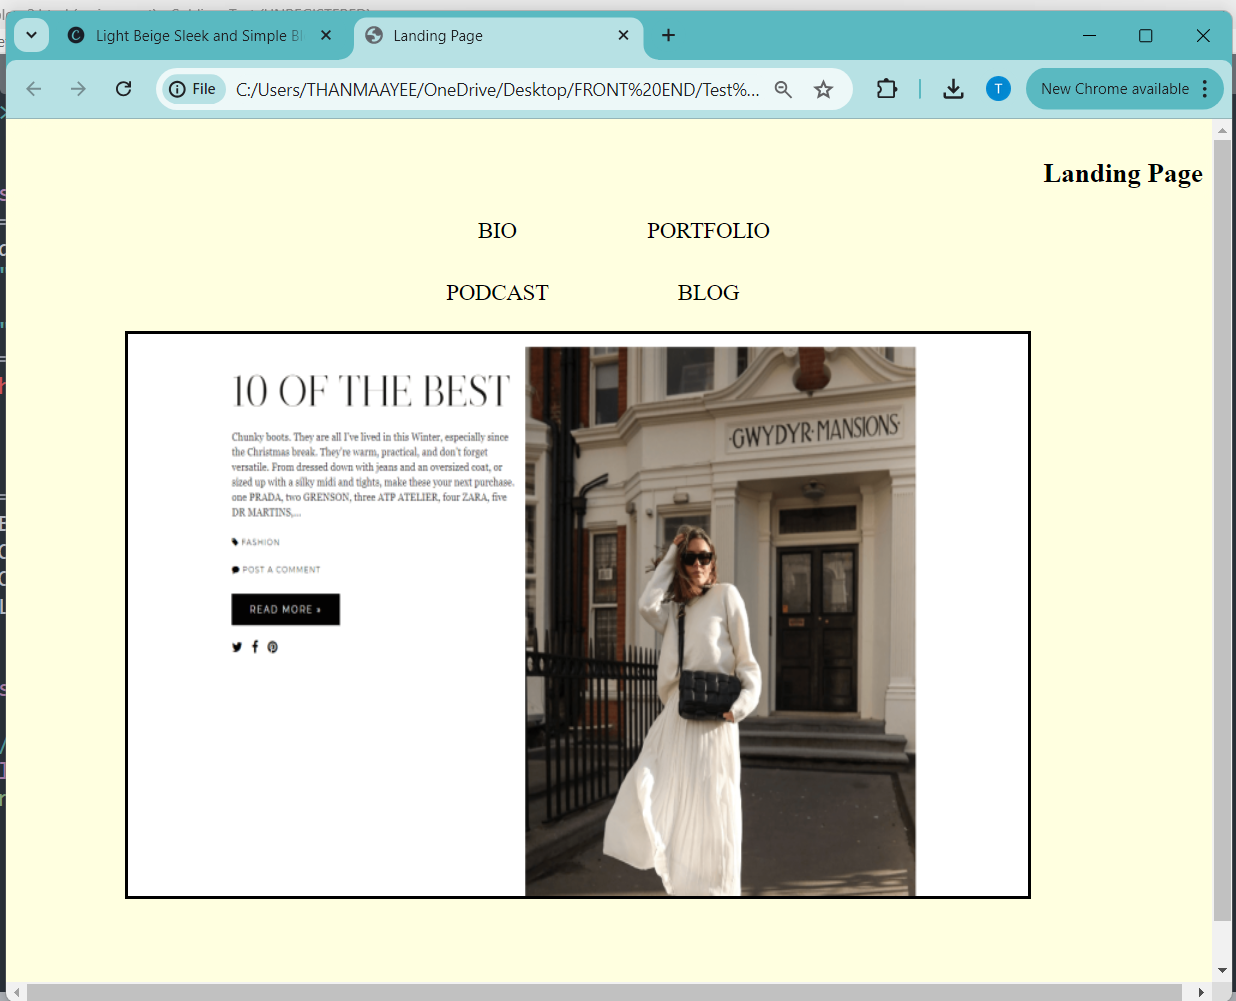 Light Beige Sleek and Simple Bl
Landing Page
File
C:/Users/THANMAAYEE/OneDrive/Desktop/FRONT%20END/Test%...
T
New Chrome available
Landing Page
BIO PORTFOLIO
PODCAST BLOG
10 OF THE BEST
Chunky boots. They are all I've lived in this Winter, especially since
the Christmas break. They're warm, practical, and don't forget
versatile. From dressed down with jeans and an oversized coat, or
sized up with a silky midi and tights, make these your next purchase.
one PRADA, two GRENSON, three ATP ATELIER, four ZARA, five
DR MARTINS,...
FASHION
POST A COMMENT
READ MORE »
GWYDYR·MANSIONS